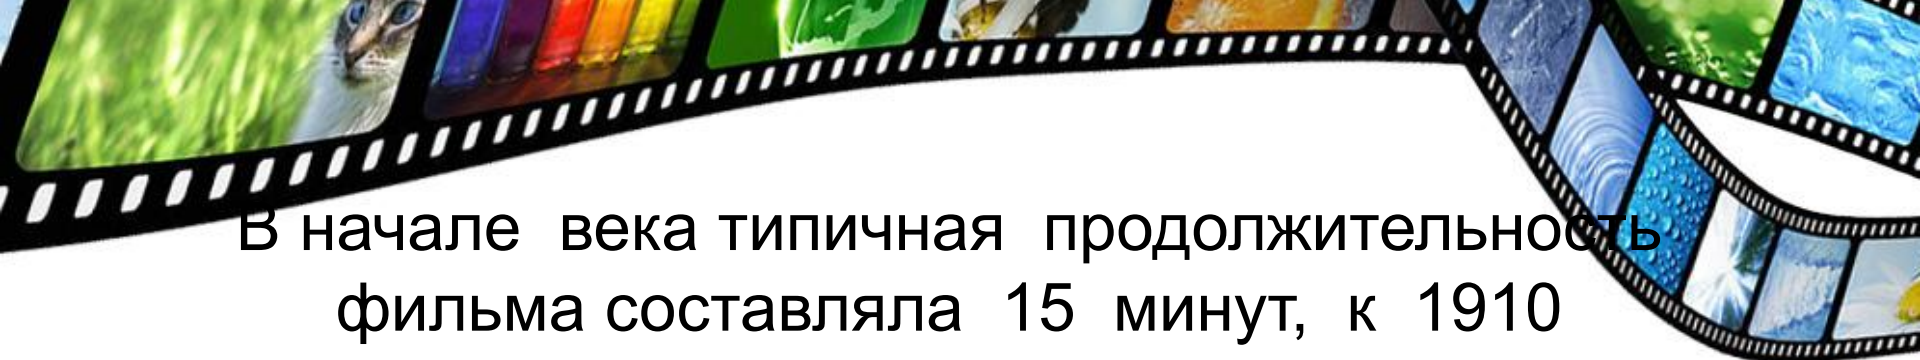 В начале века типичная продолжительность
фильма составляла 15 минут, к 1910